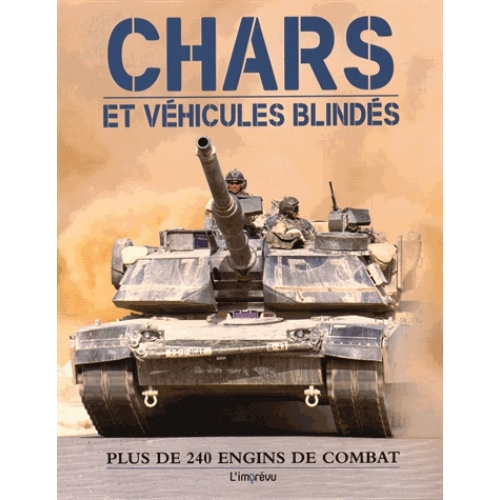 CHARS
ET VÉHICULES BLINDÉS
PLUS DE 240 ENGINS DE COMBAT
L'imprévu